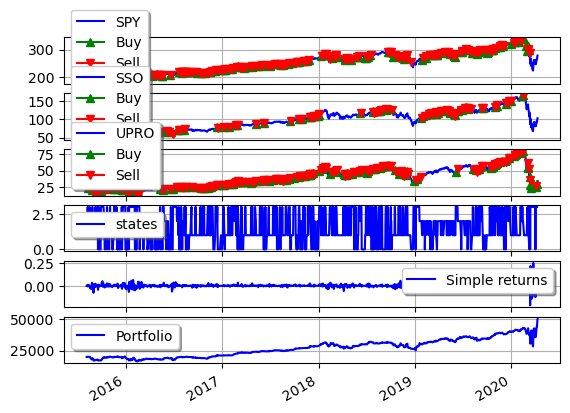 SPY
Buy
Sell
300
200
SSO
Buy
Sell
150
100
50
UPRO
Buy
Sell
75
50
25
states
2.5
0.0
Simple returns
0.25
0.00
Portfolio
50000
25000
2016 2017 2018 2019 2020